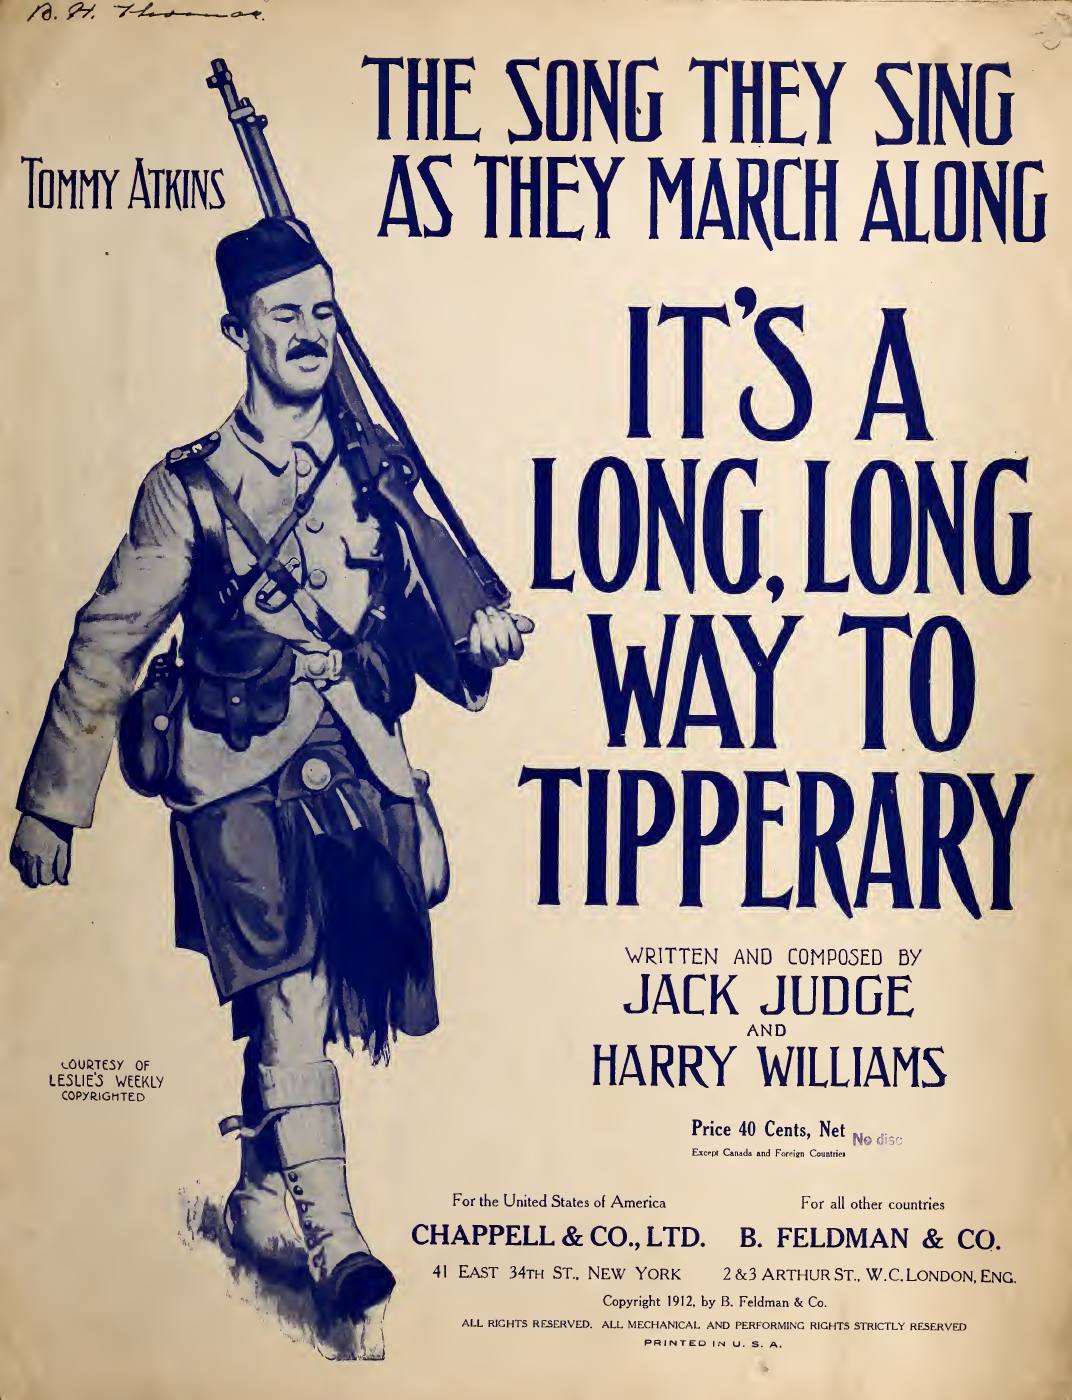 B. H. Thomas.
THE SONG THEY SING
AS THEY MARCH ALONG
TOMMY ATKINS
IT'S A
LONG, LONG
WAY TO
TIPPERARY
WRITTEN AND COMPOSED BY
JACK JUDGE
AND
HARRY WILLIAMS
COURTESY OF
LESLIE'S WEEKLY
COPYRIGHTED
Price 40 Cents, Net
No disc
Except Canada and Foreign Countries
For the United States of America
CHAPPELL & CO., LTD.
41 EAST 34TH ST., NEW YORK
For all other countries
B. FELDMAN & CO.
2 & 3 ARTHUR ST., W.C. LONDON, ENG.
Copyright 1912, by B. Feldman & Co.
ALL RIGHTS RESERVED. ALL MECHANICAL AND PERFORMING RIGHTS STRICTLY RESERVED
PRINTED IN U. S. A.